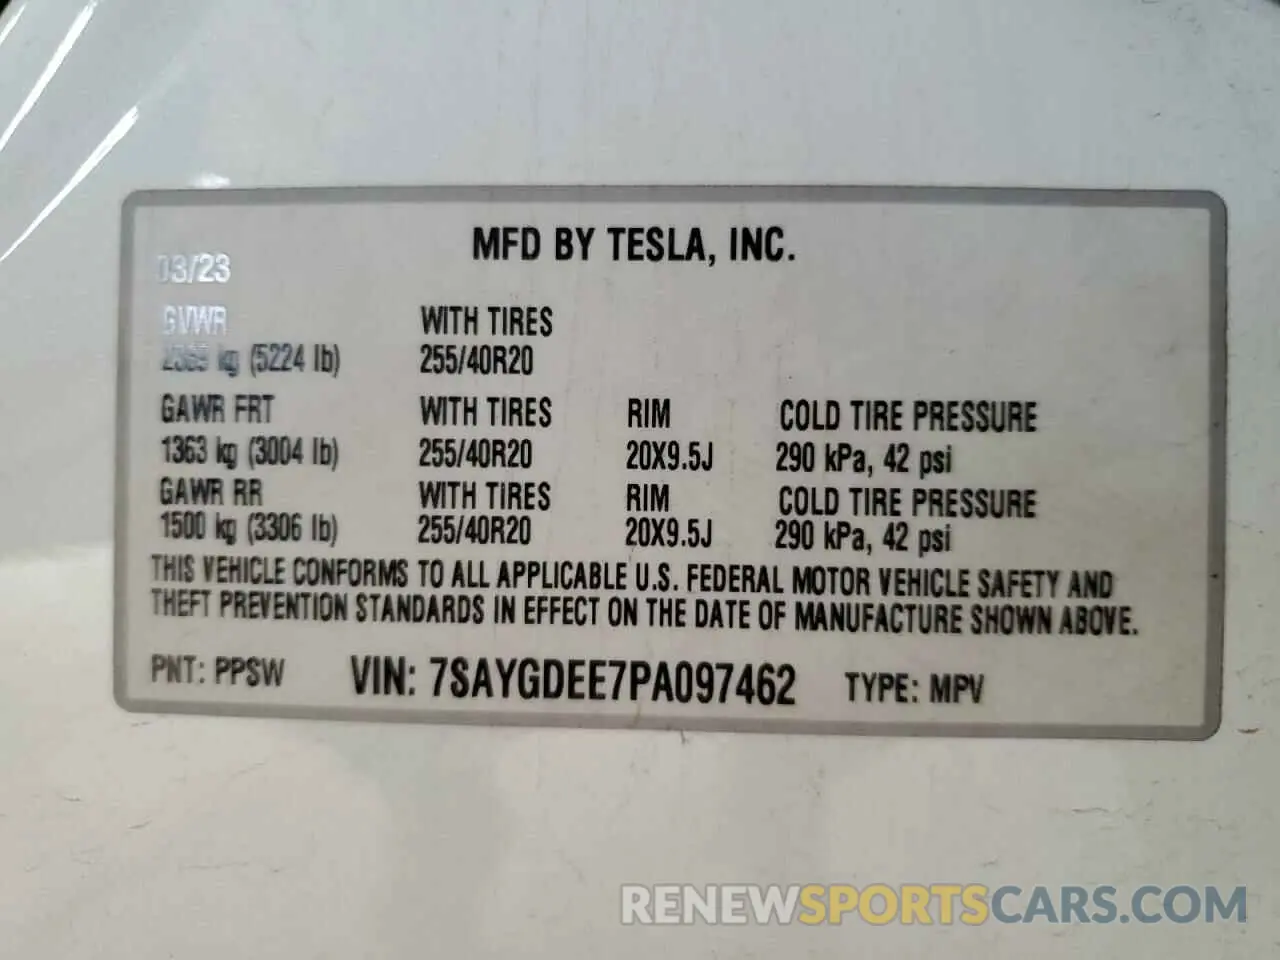 MFD BY TESLA, INC.
03/23
GVWR WITH TIRES
kg (5224 lb) 255/40R20
GAWR FRT WITH TIRES RIM COLD TIRE PRESSURE
1363 kg (3004 lb) 255/40R20 20X9.5J 290 kPa, 42 psi
GAWR RR WITH TIRES RIM COLD TIRE PRESSURE
1500 kg (3306 lb) 255/40R20 20X9.5J 290 kPa, 42 psi
THIS VEHICLE CONFORMS TO ALL APPLICABLE U.S. FEDERAL MOTOR VEHICLE SAFETY AND
THEFT PREVENTION STANDARDS IN EFFECT ON THE DATE OF MANUFACTURE SHOWN ABOVE.
PNT: PPSW VIN: 7SAYGDEE7PA097462 TYPE: MPV
RENEWSPORTSCARS.COM